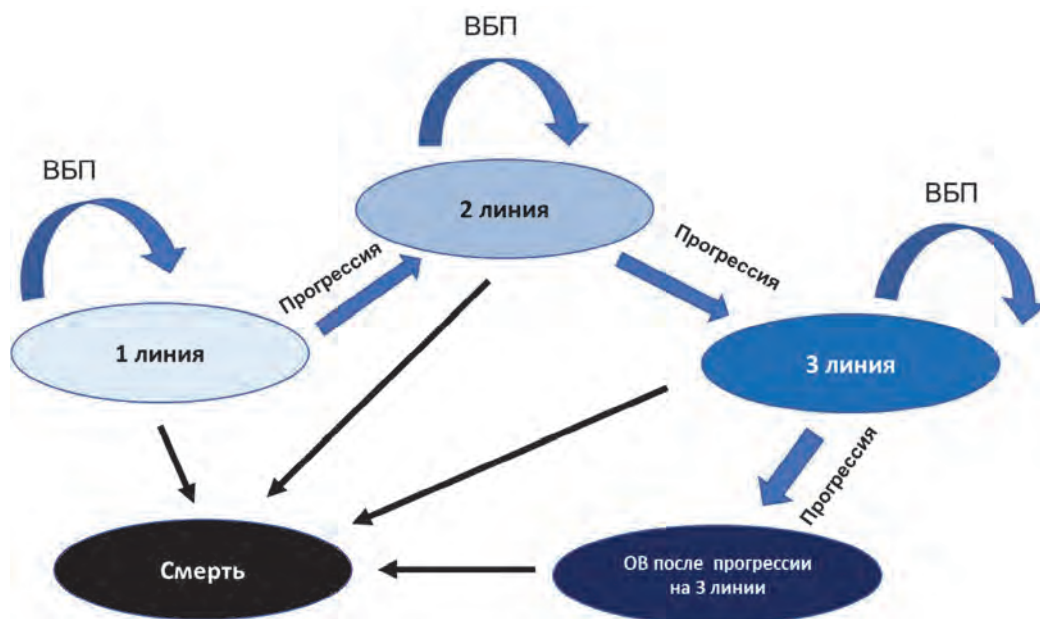 ВБП
ВБП
ВБП
2 линия
Прогрессия
Прогрессия
1 линия
3 линия
Прогрессия
Смерть
ОВ после прогрессии
на 3 линии